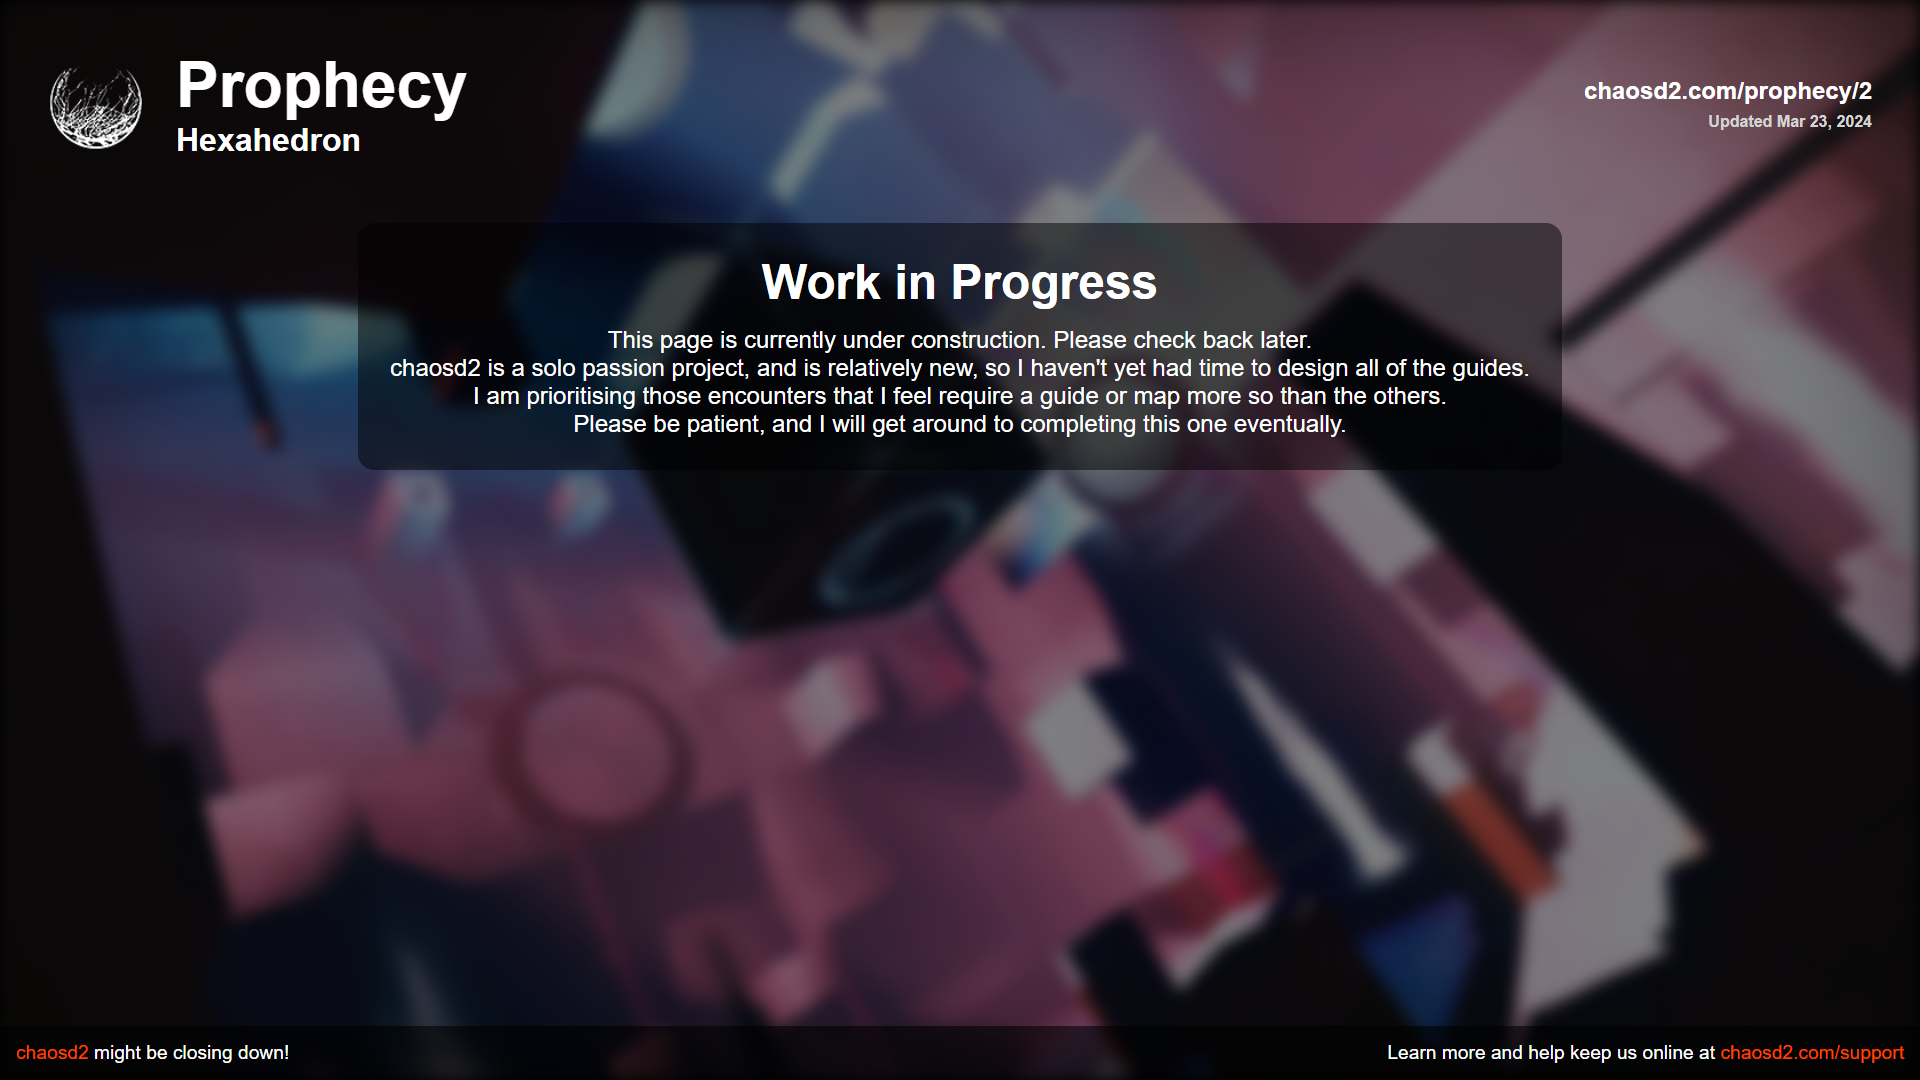 Prophecy
Hexahedron
chaosd2.com/prophecy/2
Updated Mar 23, 2024
Work in Progress
This page is currently under construction. Please check back later.
chaosd2 is a solo passion project, and is relatively new, so I haven't yet had time to design all of the guides.
I am prioritising those encounters that I feel require a guide or map more so than the others.
Please be patient, and I will get around to completing this one eventually.
chaosd2 might be closing down!
Learn more and help keep us online at chaosd2.com/support